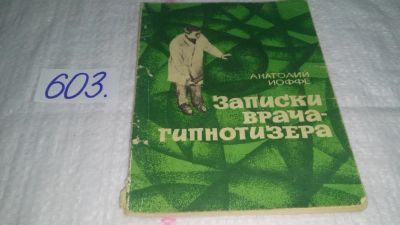 603.
АНАТОЛИЙ
ИОФФЕ
ЗАПИСКИ
ВРАЧА-
ГИПНОТИЗЕРА